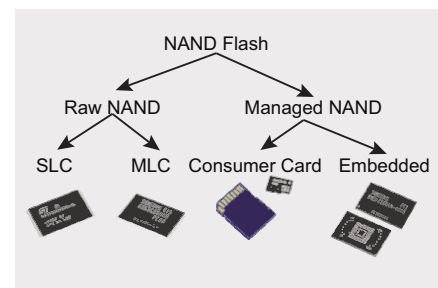 NAND Flash
Raw NAND Managed NAND
SLC MLC Consumer Card Embedded